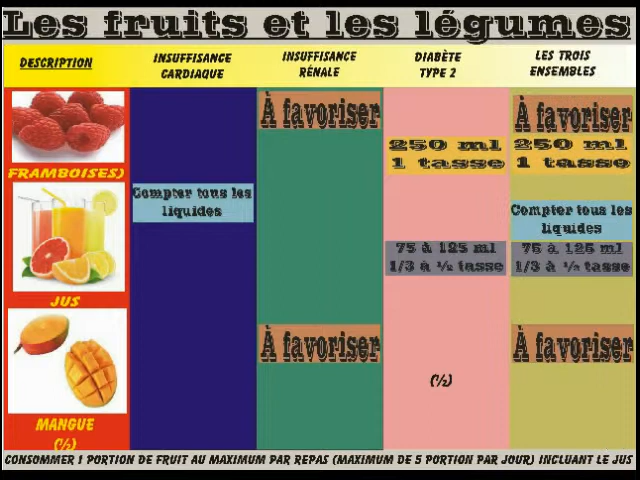 Les fruits et les légumes
DESCRIPTION
INSUFFISANCE
CARDIAQUE
INSUFFISANCE
RÉNALE
DIABÈTE
TYPE 2
LES TROIS
ENSEMBLES
FRAMBOISES)
À favoriser
250 ml
1 tasse
À favoriser
250 ml
1 tasse
JUS
Compter tous les
liquides
75 à 125 ml
1/3 à ½ tasse
Compter tous les
liquides
75 à 125 ml
1/3 à ½ tasse
MANGUE
(½)
À favoriser
(½)
À favoriser
CONSOMMER 1 PORTION DE FRUIT AU MAXIMUM PAR REPAS (MAXIMUM DE 5 PORTION PAR JOUR) INCLUANT LE JUS